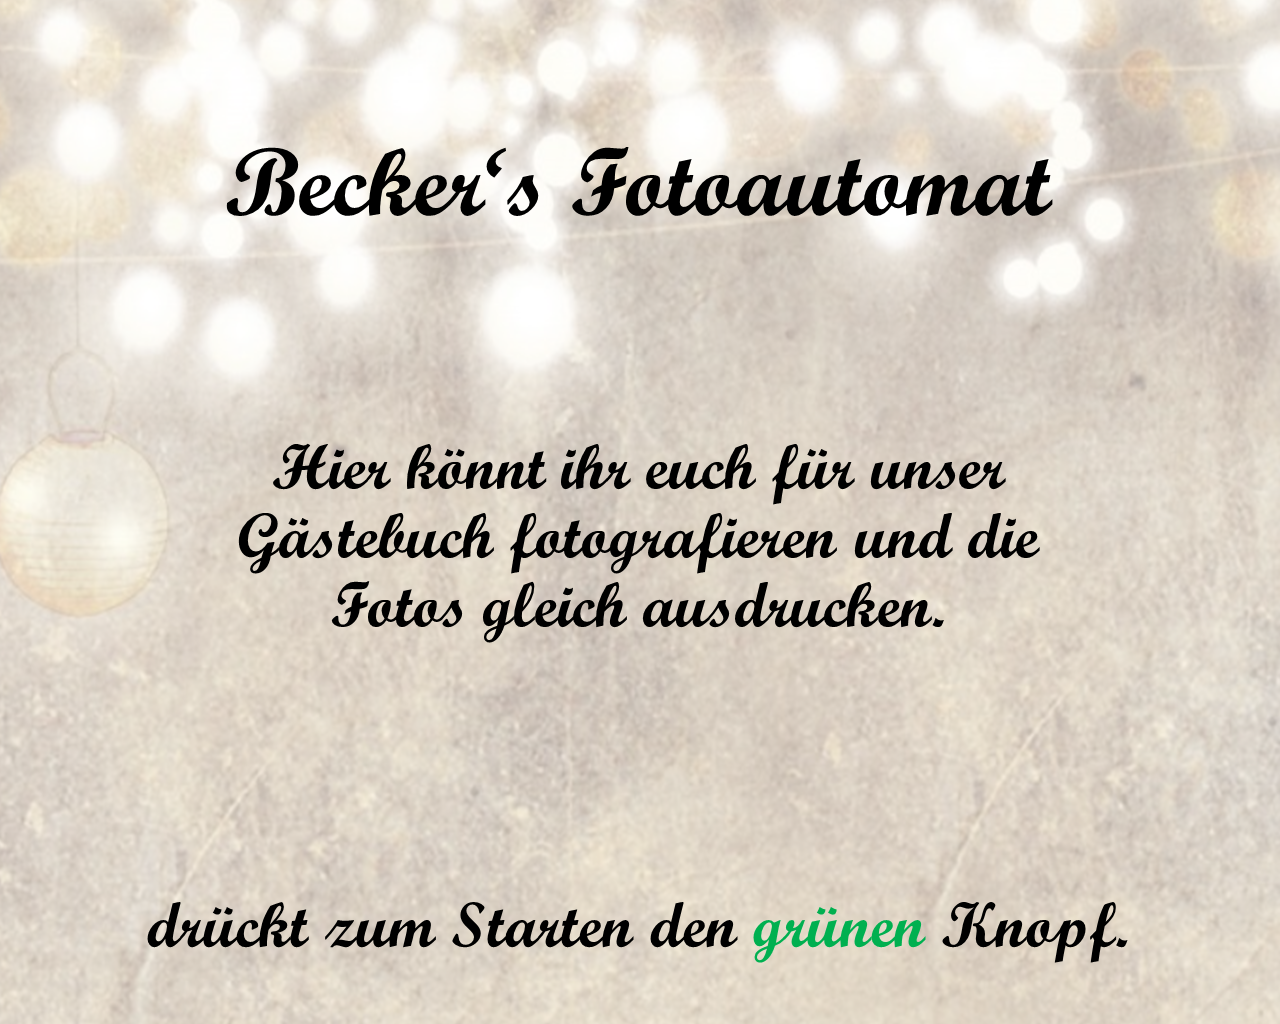 Becker‘s Fotoautomat
Hier könnt ihr euch für unser
Gästebuch fotografieren und die
Fotos gleich ausdrucken.
drückt zum Starten den grünen Knopf.